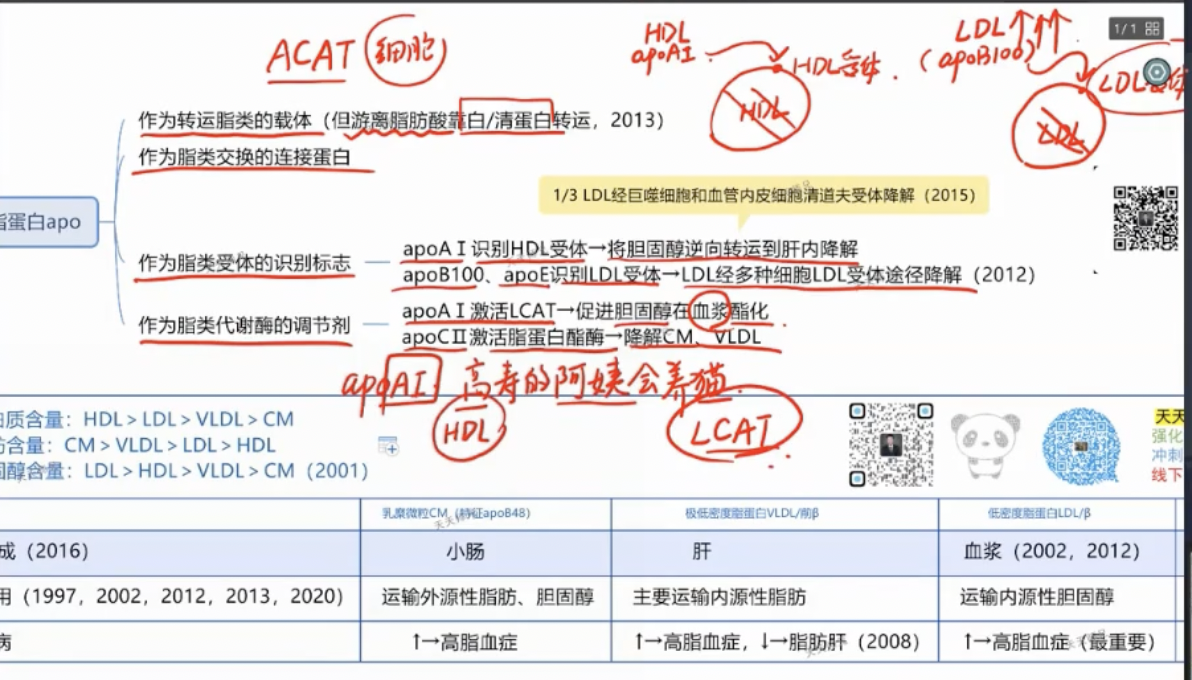 ACAT 细胞
HDL
apoAI
HDL受体
LDL↑↑↑
(apoB100)
LDL
1/1
HDL
LDL
作为转运脂类的载体（但游离脂肪酸靠白/清蛋白转运，2013）
作为脂类交换的连接蛋白
1/3 LDL经巨噬细胞和血管内皮细胞清道夫受体降解（2015）
脂蛋白apo
作为脂类受体的识别标志
apoAⅠ识别HDL受体→将胆固醇逆向转运到肝内降解
apoB100、apoE识别LDL受体→LDL经多种细胞LDL受体途径降解（2012）
作为脂类代谢酶的调节剂
apoAⅠ激活LCAT→促进胆固醇在血浆酯化
apoCⅡ激活脂蛋白酯酶→降解CM、VLDL
apoAI 高寿的阿姨会养猫
HDL LCAT
质含量：HDL＞LDL＞VLDL＞CM
含量：CM＞VLDL＞LDL＞HDL
固醇含量：LDL＞HDL＞VLDL＞CM（2001）
天天
强化
冲刺
线下
乳糜微粒CM（特征apoB48） 极低密度脂蛋白VLDL/前β 低密度脂蛋白LDL/β
成（2016） 小肠 肝 血浆（2002，2012）
用（1997，2002，2012，2013，2020） 运输外源性脂肪、胆固醇 主要运输内源性脂肪 运输内源性胆固醇
病 ↑→高脂血症 ↑→高脂血症，↓→脂肪肝（2008） ↑→高脂血症（最重要）